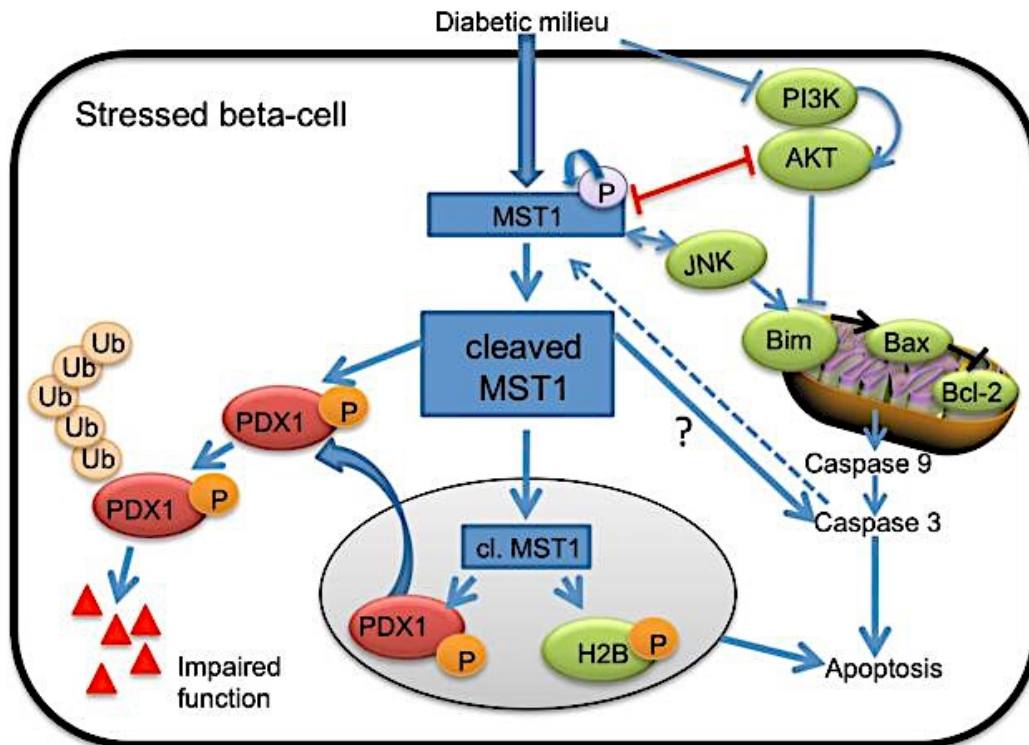 Diabetic milieu
Stressed beta-cell
PI3K
AKT
P
MST1
JNK
Bim
Bax
Bcl-2
cleaved
MST1
Ub
Ub
Ub
Ub
Ub
PDX1
P
?
Caspase 9
PDX1
P
Caspase 3
cl. MST1
PDX1
P
H2B
P
Impaired
function
Apoptosis